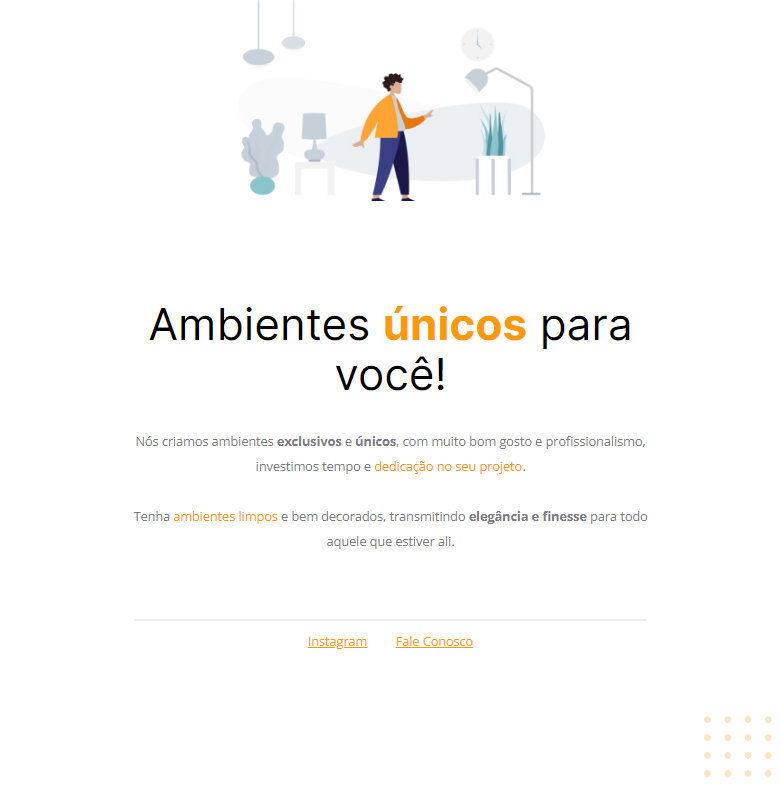 Ambientes únicos para
você!
Nós criamos ambientes exclusivos e únicos, com muito bom gosto e profissionalismo,
investimos tempo e dedicação no seu projeto.
Tenha ambientes limpos e bem decorados, transmitindo elegância e finesse para todo
aquele que estiver ali.
Instagram Fale Conosco